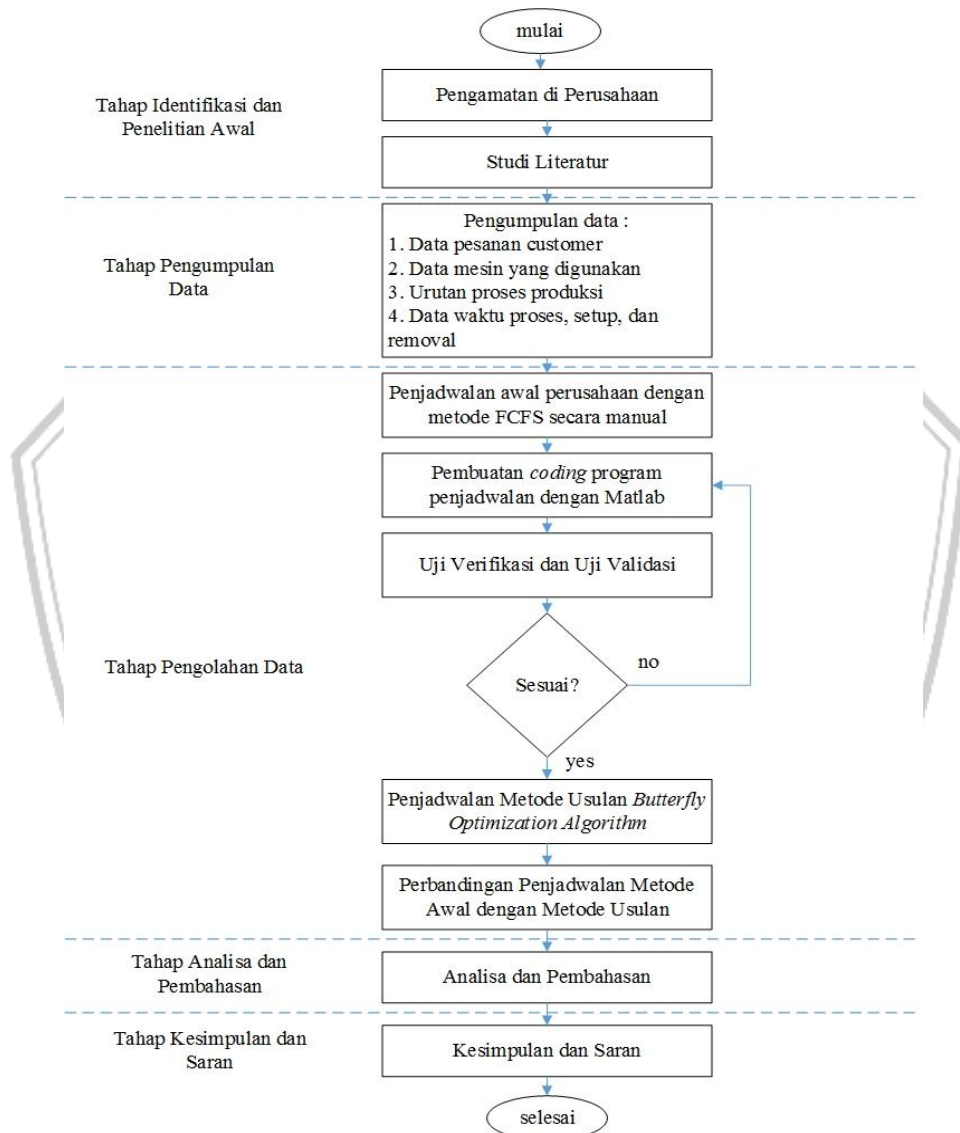 mulai
Tahap Identifikasi dan
Penelitian Awal
Pengamatan di Perusahaan
Studi Literatur
Tahap Pengumpulan
Data
Pengumpulan data :
1. Data pesanan customer
2. Data mesin yang digunakan
3. Urutan proses produksi
4. Data waktu proses, setup, dan
removal
Penjadwalan awal perusahaan dengan
metode FCFS secara manual
Pembuatan coding program
penjadwalan dengan Matlab
Uji Verifikasi dan Uji Validasi
Tahap Pengolahan Data
Sesuai?
no
yes
Penjadwalan Metode Usulan Butterfly
Optimization Algorithm
Perbandingan Penjadwalan Metode
Awal dengan Metode Usulan
Tahap Analisa dan
Pembahasan
Analisa dan Pembahasan
Tahap Kesimpulan dan
Saran
Kesimpulan dan Saran
selesai